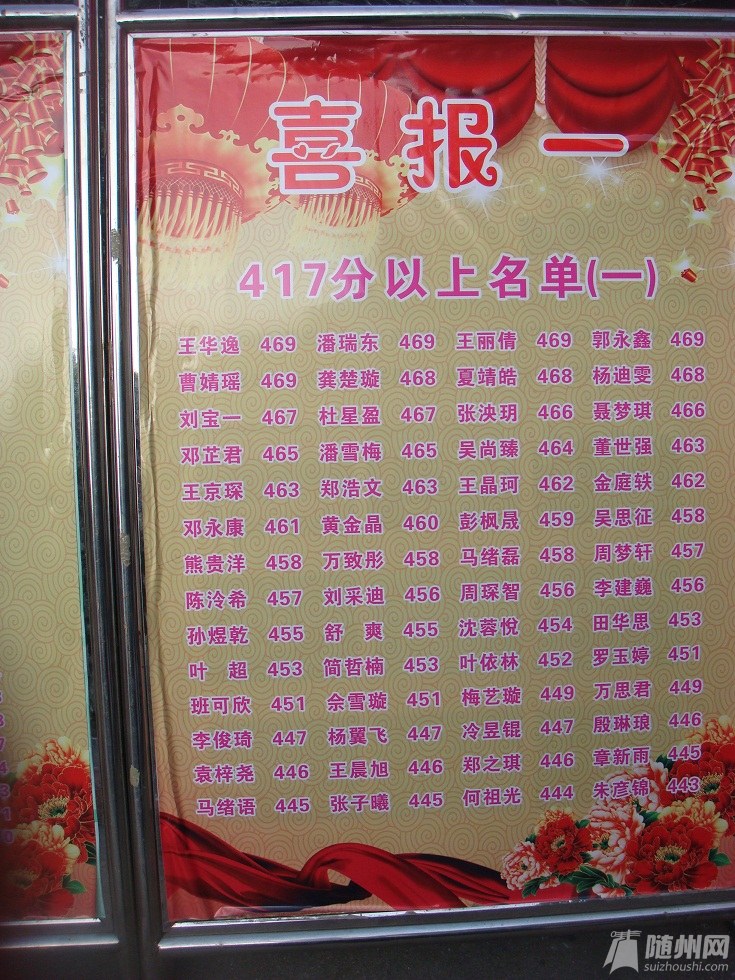 喜报一
417分以上名单(一)
王华逸 469 潘瑞东 469 王丽倩 469 郭永鑫 469
曹婧瑶 469 龚楚璇 468 夏靖皓 468 杨迪雯 468
刘宝一 467 杜星盈 467 张泱玥 466 聂梦琪 466
邓芷君 465 潘雪梅 465 吴尚臻 464 董世强 463
王京琛 463 郑浩文 463 王晶珂 462 金庭轶 462
邓永康 461 黄金晶 460 彭枫晟 459 吴思征 458
熊贵洋 458 万致彤 458 马绪磊 458 周梦轩 457
陈泠希 457 刘采迪 456 周琛智 456 李建巍 456
孙煜乾 455 舒 爽 455 沈蓉悦 454 田华思 453
叶 超 453 简哲楠 453 叶依林 452 罗玉婷 451
班可欣 451 佘雪璇 451 梅艺璇 449 万思君 449
李俊琦 447 杨翼飞 447 冷昱锟 447 殷琳琅 446
袁梓尧 446 王晨旭 446 郑之琪 446 章新雨 445
马绪语 445 张子曦 445 何祖光 444 朱彦锦 443
随州网
suizhoushi.com